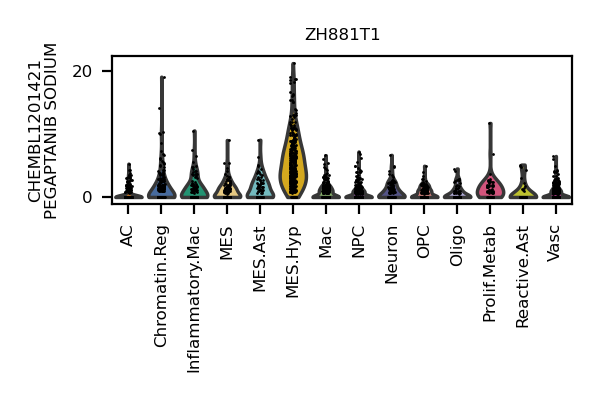 ZH881T1
CHEMBL1201421
PEGAPTANIB SODIUM
20
0
AC
Chromatin.Reg
Inflammatory.Mac
MES
MES.Ast
MES.Hyp
Mac
NPC
Neuron
OPC
Oligo
Prolif.Metab
Reactive.Ast
Vasc